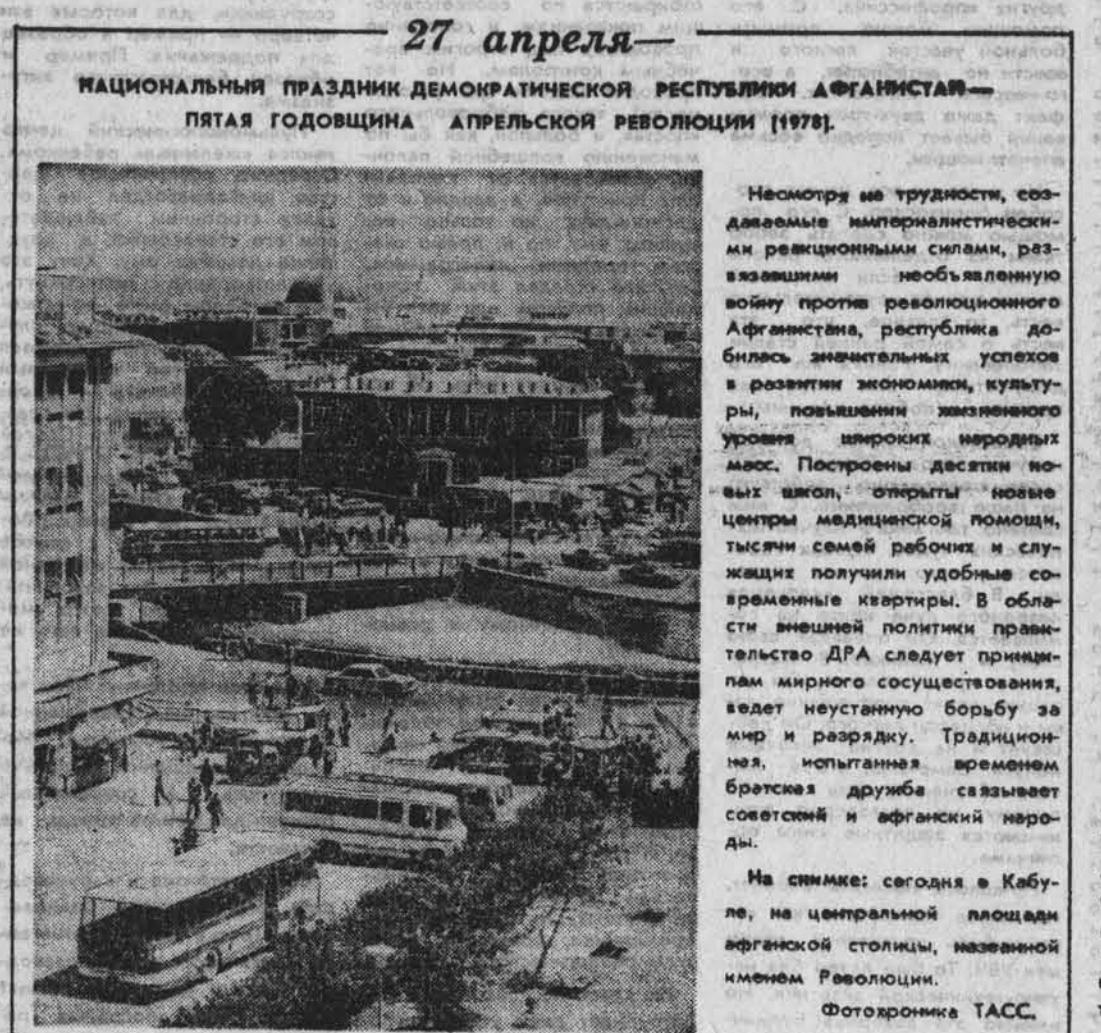 27 апреля—
НАЦИОНАЛЬНЫЙ ПРАЗДНИК ДЕМОКРАТИЧЕСКОЙ РЕСПУБЛИКИ АФГАНИСТАН—
ПЯТАЯ ГОДОВЩИНА АПРЕЛЬСКОЙ РЕВОЛЮЦИИ (1978).
Несмотря на трудности, соз-
даваемые империалистически-
ми реакционными силами, раз-
вязавшими необъявленную
войну против революционного
Афганистана, республика до-
билась значительных успехов
в развитии экономики, культу-
ры, повышении жизненного
уровня широких народных
масс. Построены десятки но-
вых школ, открыты новые
центры медицинской помощи,
тысячи семей рабочих и слу-
жащих получили удобные со-
временные квартиры. В обла-
сти внешней политики прави-
тельство ДРА следует принци-
пам мирного сосуществования,
ведет неустанную борьбу за
мир и разрядку. Традицион-
ная, испытанная временем
братская дружба связывает
советский и афганский наро-
ды.
На снимке: сегодня в Кабу-
ле, на центральной площади
афганской столицы, названной
именем Революции.
Фотохроника ТАСС.